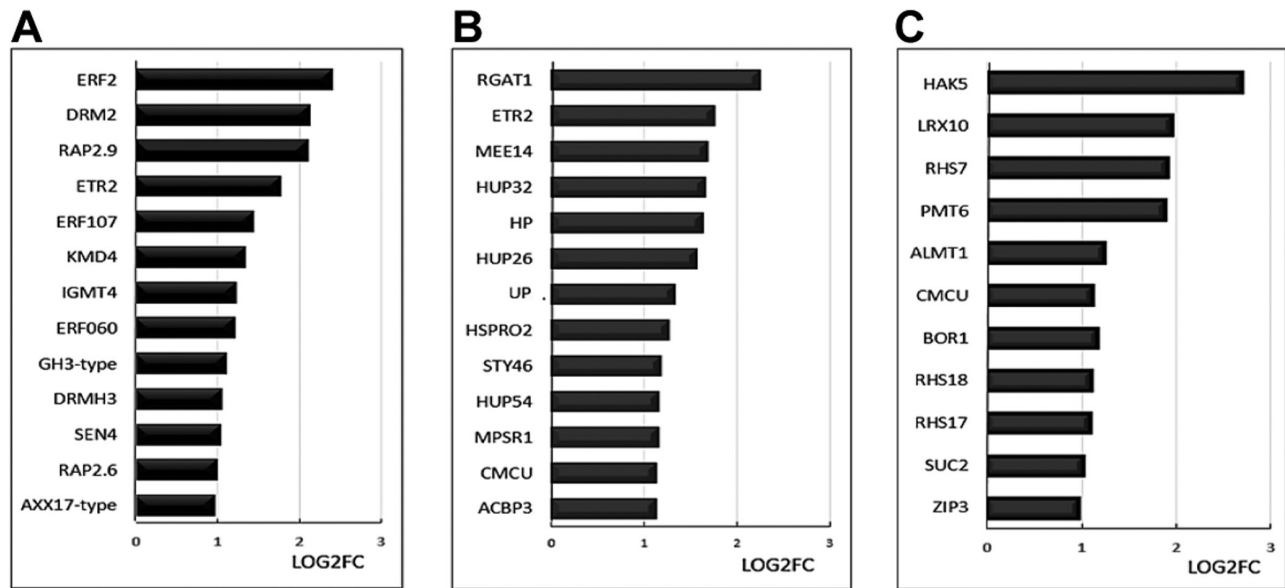 A
ERF2
DRM2
RAP2.9
ETR2
ERF107
KMD4
IGMT4
ERF060
GH3-type
DRMH3
SEN4
RAP2.6
AXX17-type
0 1 2 3
LOG2FC
B
RGAT1
ETR2
MEE14
HUP32
HP
HUP26
UP .
HSPRO2
STY46
HUP54
MPSR1
CMCU
ACBP3
0 1 2 3
LOG2FC
C
HAK5
LRX10
RHS7
PMT6
ALMT1
CMCU
BOR1
RHS18
RHS17
SUC2
ZIP3
0 1 2 3
LOG2FC